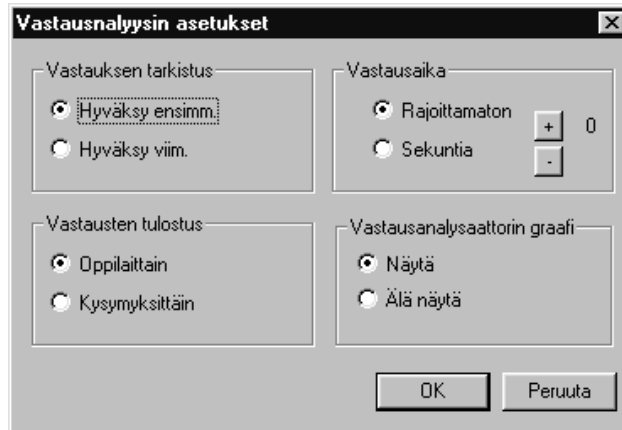 Vastausnalyysin asetukset
Vastauksen tarkistus
Hyväksy ensimm.
Hyväksy viim.
Vastausaika
Rajoittamaton
Sekuntia
+
0
-
Vastausten tulostus
Oppilaittain
Kysymyksittäin
Vastausanalysaattorin graafi
Näytä
Älä näytä
OK
Peruuta